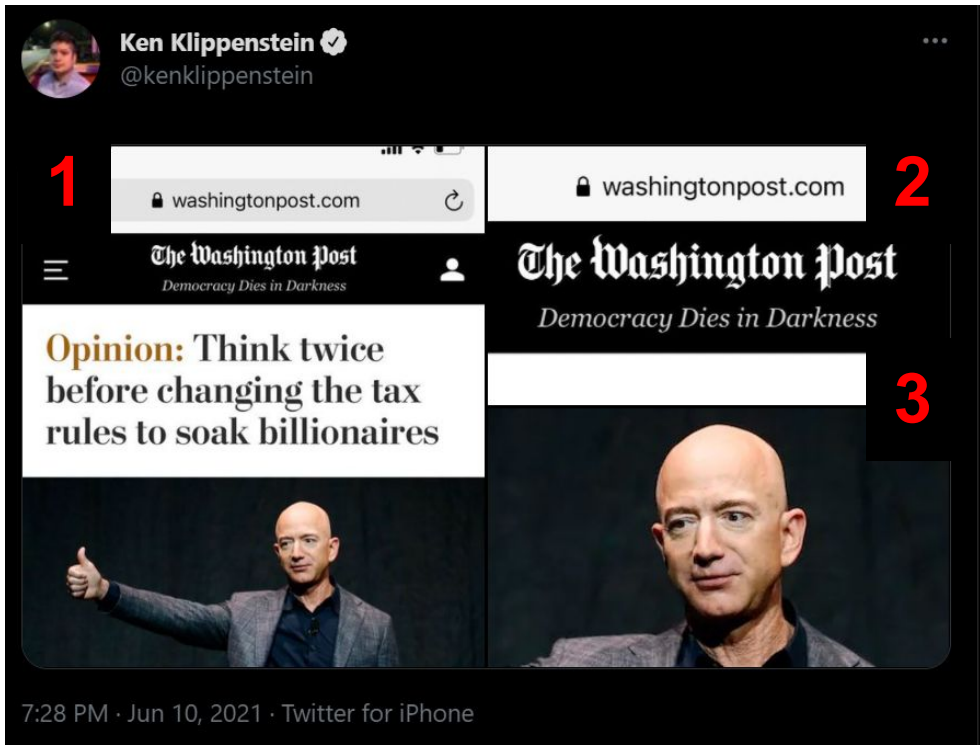 Ken Klippenstein
@kenklippenstein
1
washingtonpost.com
The Washington Post
Democracy Dies in Darkness
Opinion: Think twice
before changing the tax
rules to soak billionaires
2
washingtonpost.com
The Washington Post
Democracy Dies in Darkness
3
7:28 PM · Jun 10, 2021 · Twitter for iPhone